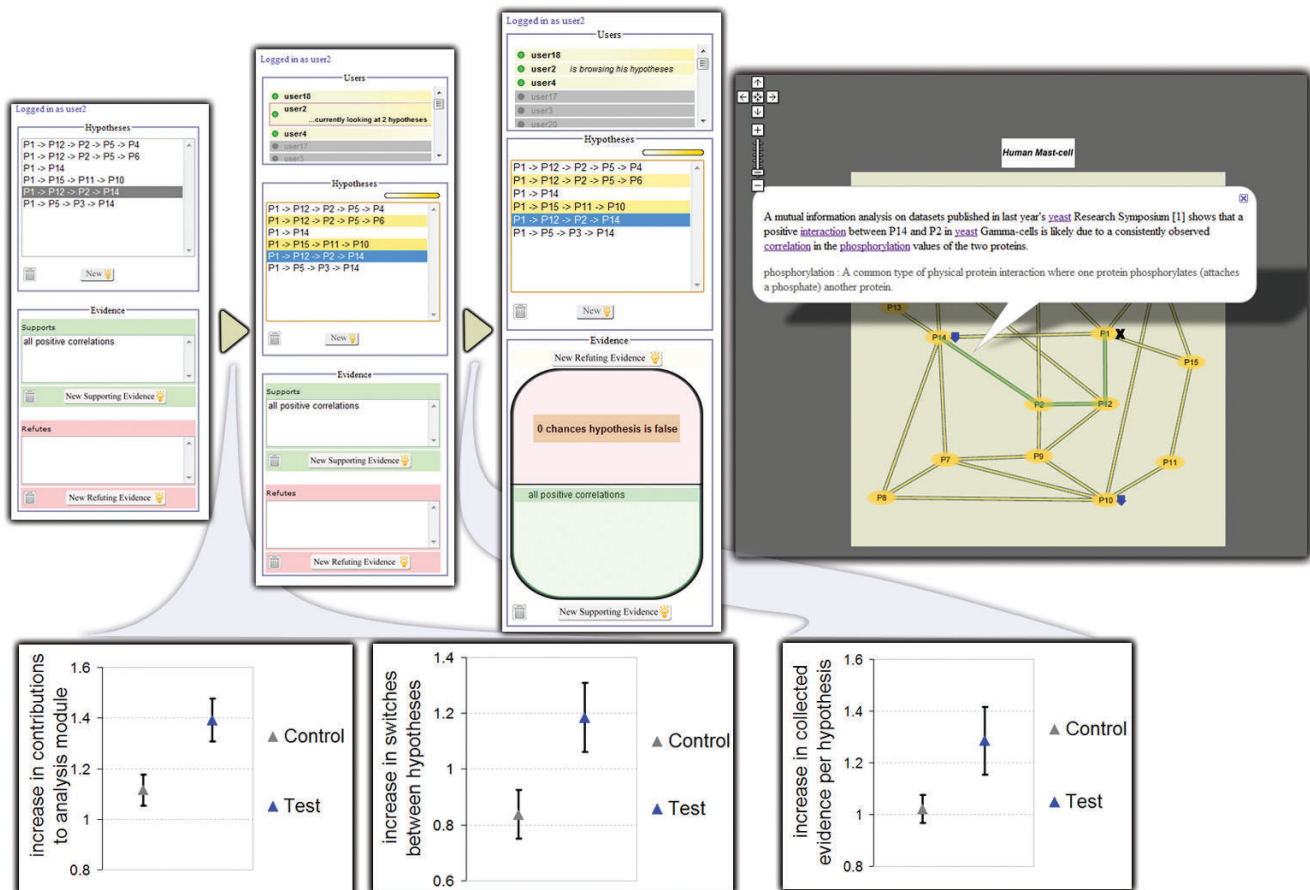 Logged in as user2
Hypotheses
P1 -> P12 -> P2 -> P5 -> P4
P1 -> P12 -> P2 -> P5 -> P6
P1 -> P14
P1 -> P15 -> P11 -> P10
P1 -> P12 -> P2 -> P14
P1 -> P5 -> P3 -> P14
New
Evidence
Supports
all positive correlations
New Supporting Evidence
Refutes
New Refuting Evidence
Logged in as user2
Users
user18
user2
...currently looking at 2 hypotheses
user4
user17
user3
Hypotheses
P1 -> P12 -> P2 -> P5 -> P4
P1 -> P12 -> P2 -> P5 -> P6
P1 -> P14
P1 -> P15 -> P11 -> P10
P1 -> P12 -> P2 -> P14
P1 -> P5 -> P3 -> P14
New
Evidence
Supports
all positive correlations
New Supporting Evidence
Refutes
New Refuting Evidence
Logged in as user2
Users
user18
user2 is browsing his hypotheses
user4
user17
user3
user20
Hypotheses
P1 -> P12 -> P2 -> P5 -> P4
P1 -> P12 -> P2 -> P5 -> P6
P1 -> P14
P1 -> P15 -> P11 -> P10
P1 -> P12 -> P2 -> P14
P1 -> P5 -> P3 -> P14
New
Evidence
New Refuting Evidence
0 chances hypothesis is false
all positive correlations
New Supporting Evidence
Human Mast-cell
A mutual information analysis on datasets published in last year's yeast Research Symposium [1] shows that a
positive interaction between P14 and P2 in yeast Gamma-cells is likely due to a consistently observed
correlation in the phosphorylation values of the two proteins.
phosphorylation : A common type of physical protein interaction where one protein phosphorylates (attaches
a phosphate) another protein.
P13
P14
P1
X
P15
P2
P12
P7
P9
P11
P8
P10
increase in contributions
to analysis module
1.6
1.4
1.2
1
0.8
Control
Test
increase in switches
between hypotheses
1.4
1.2
1
0.8
0.6
Control
Test
increase in collected
evidence per hypothesis
1.6
1.4
1.2
1
0.8
Control
Test